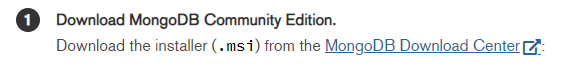 1 Download MongoDB Community Edition.
Download the installer (.msi) from the MongoDB Download Center: